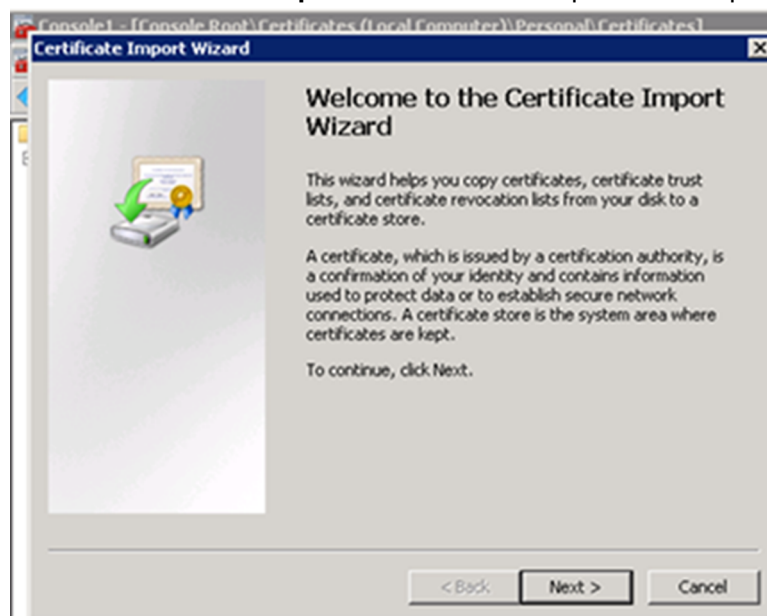 Console1 - [Console Root\Certificates (Local Computer)\Personal\Certificates]
Certificate Import Wizard
Welcome to the Certificate Import
Wizard
This wizard helps you copy certificates, certificate trust
lists, and certificate revocation lists from your disk to a
certificate store.
A certificate, which is issued by a certification authority, is
a confirmation of your identity and contains information
used to protect data or to establish secure network
connections. A certificate store is the system area where
certificates are kept.
To continue, click Next.
< Back
Next >
Cancel